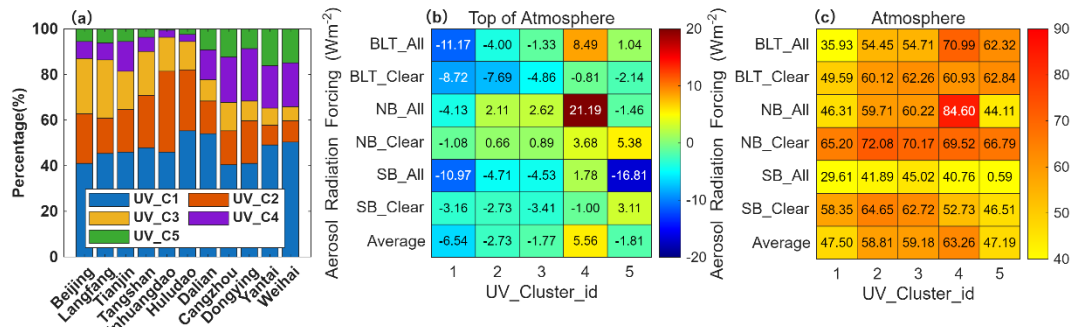 (a)
Percentage(%)
100
80
60
40
20
0
UV_C1
UV_C2
UV_C3
UV_C4
UV_C5
Beijing
Langfang
Tianjin
Tangshan
inhuangdao
Huludao
Dalian
Cangzhou
Dongying
Yantai
Weihai
(b) Top of Atmosphere
Aerosol Radiation Forcing (Wm-2)
BLT_All -11.17 -4.00 -1.33 8.49 1.04
BLT_Clear -8.72 -7.69 -4.86 -0.81 -2.14
NB_All -4.13 2.11 2.62 21.19 -1.46
NB_Clear -1.08 0.66 0.89 3.68 5.38
SB_All -10.97 -4.71 -4.53 1.78 -16.81
SB_Clear -3.16 -2.73 -3.41 -1.00 3.11
Average -6.54 -2.73 -1.77 5.56 -1.81
1 2 3 4 5
UV_Cluster_id
20
15
10
5
0
-5
-10
-15
-20
(c) Atmosphere
Aerosol Radiation Forcing (Wm-2)
BLT_All 35.93 54.45 54.71 70.99 62.32
BLT_Clear 49.59 60.12 62.26 60.93 62.84
NB_All 46.31 59.71 60.22 84.60 44.11
NB_Clear 65.20 72.08 70.17 69.52 66.79
SB_All 29.61 41.89 45.02 40.76 0.59
SB_Clear 58.35 64.65 62.72 52.73 46.51
Average 47.50 58.81 59.18 63.26 47.19
1 2 3 4 5
UV_Cluster_id
90
80
70
60
50
40